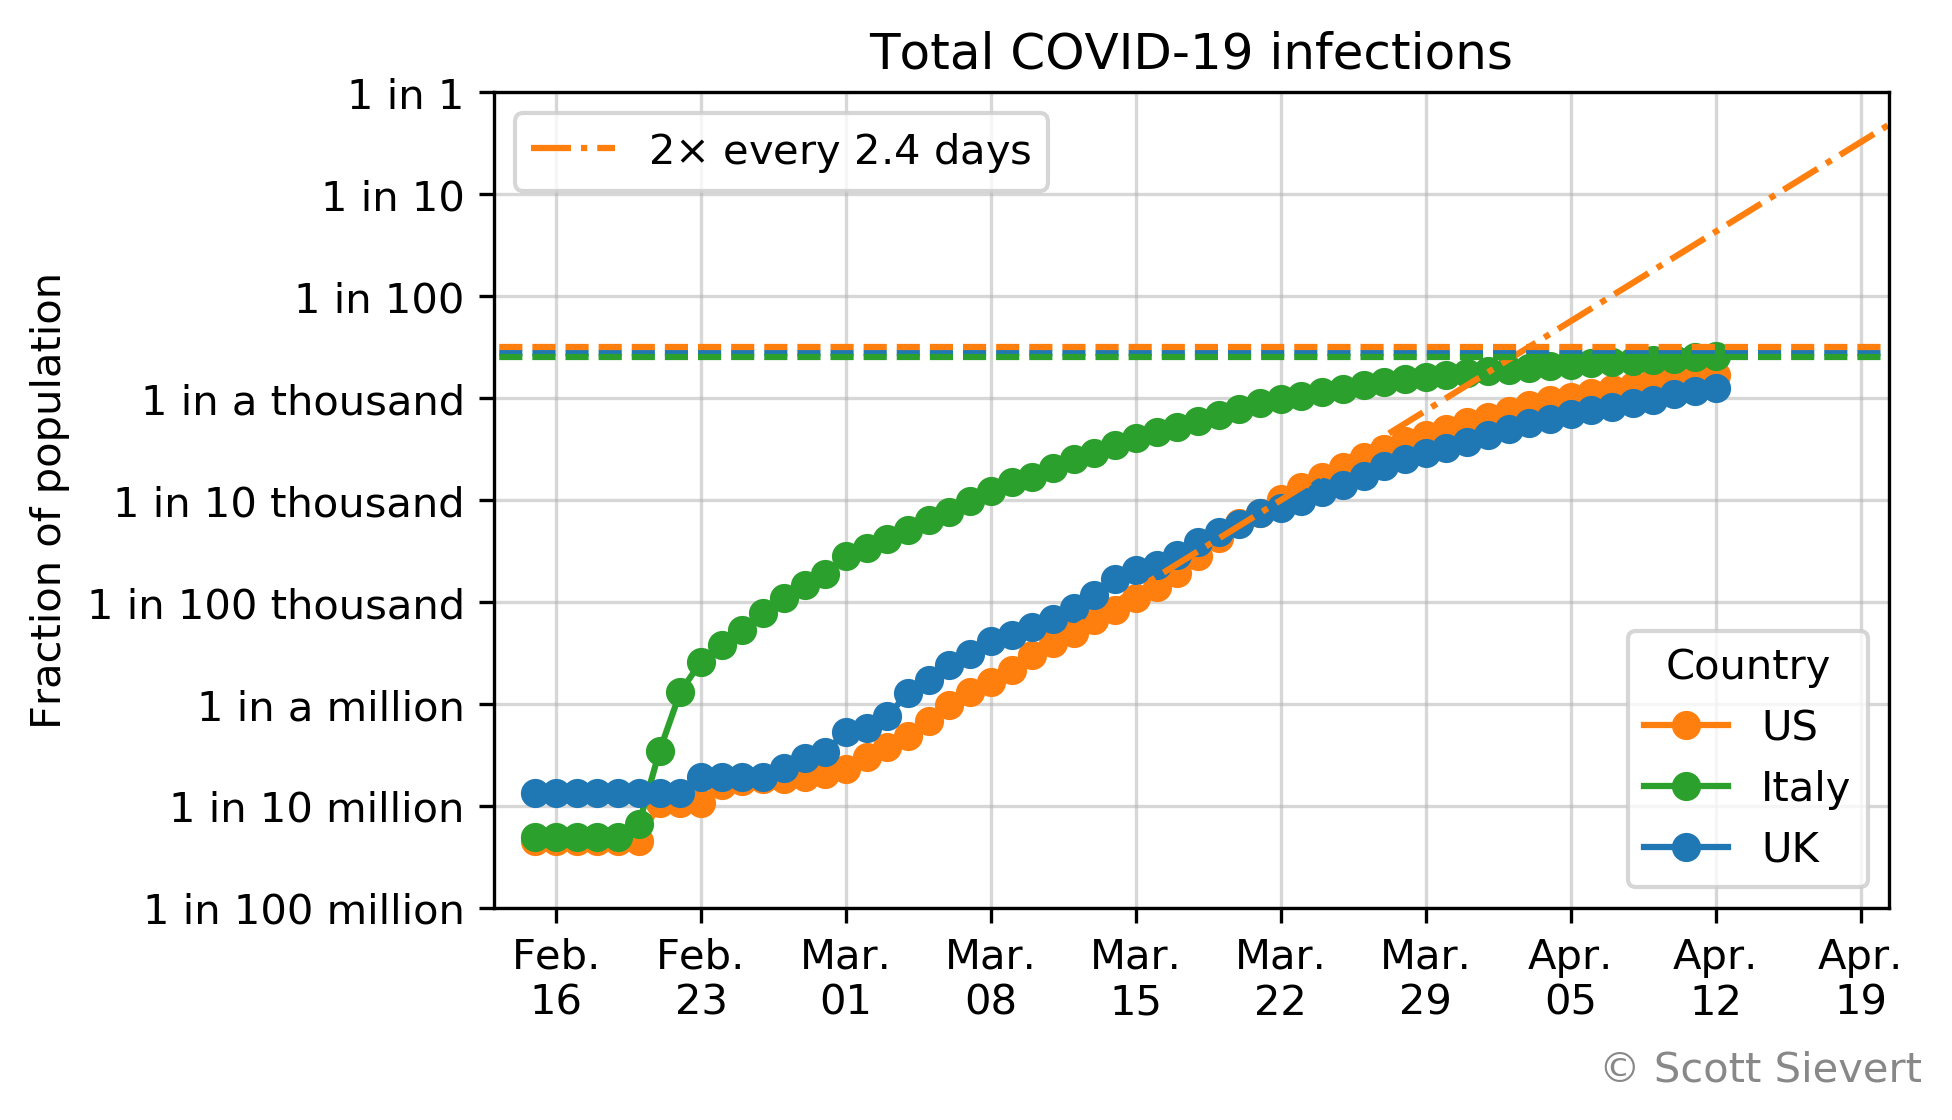 Total COVID-19 infections
1 in 1
1 in 10
1 in 100
1 in a thousand
1 in 10 thousand
1 in 100 thousand
1 in a million
1 in 10 million
1 in 100 million
Fraction of population
2× every 2.4 days
Country
US
Italy
UK
Feb. 16
Feb. 23
Mar. 01
Mar. 08
Mar. 15
Mar. 22
Mar. 29
Apr. 05
Apr. 12
Apr. 19
© Scott Sievert